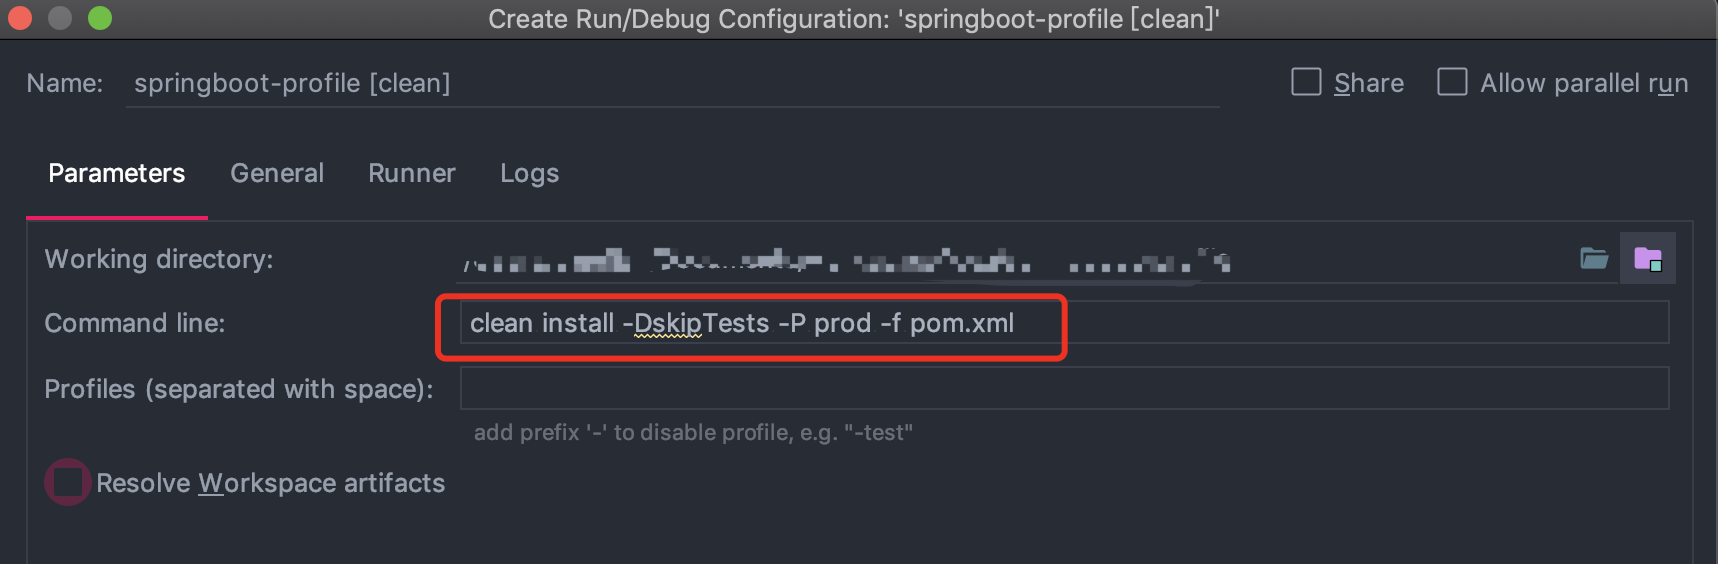 Create Run/Debug Configuration: 'springboot-profile [clean]'
Name: springboot-profile [clean] Share Allow parallel run
Parameters General Runner Logs
Working directory:
Command line: clean install -DskipTests -P prod -f pom.xml
Profiles (separated with space):
add prefix '-' to disable profile, e.g. "-test"
Resolve Workspace artifacts